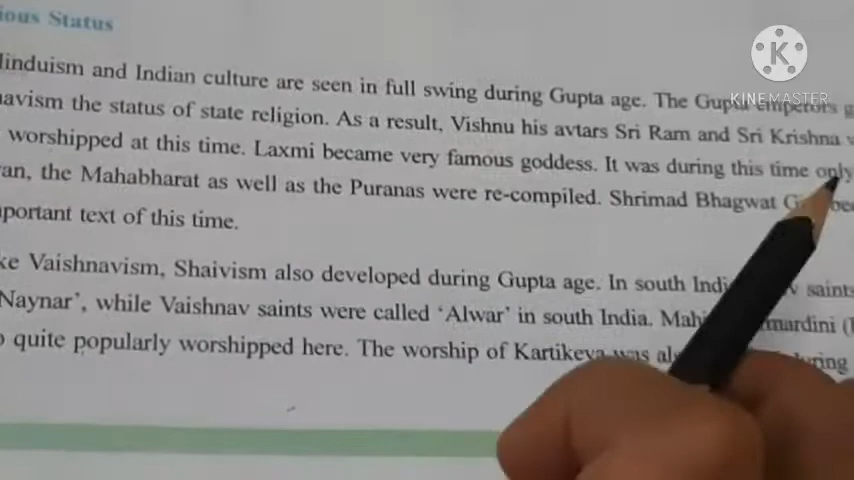 ious Status
KINEMASTER
Hinduism and Indian culture are seen in full swing during Gupta age. The Gupta emperors g
navism the status of state religion. As a result, Vishnu his avtars Sri Ram and Sri Krishna
worshipped at this time. Laxmi became very famous goddess. It was during this time only
an, the Mahabharat as well as the Puranas were re-compiled. Shrimad Bhagwat
portant text of this time.
ke Vaishnavism, Shaivism also developed during Gupta age. In south saints
Naynar', while Vaishnav saints were called 'Alwar' in south India. mardini
quite popularly worshipped here. The worship of Kartikeya was